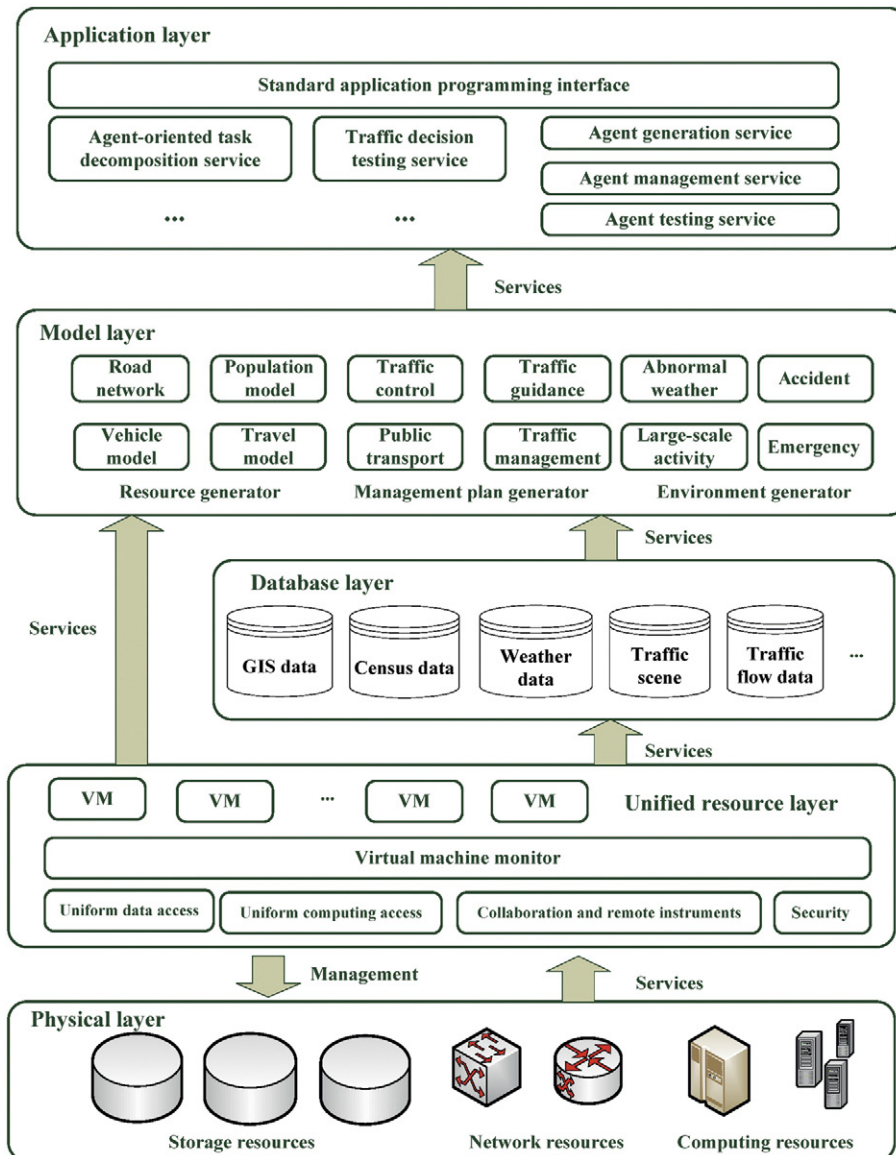 Application layer
Standard application programming interface
Agent-oriented task
decomposition service
Traffic decision
testing service
Agent generation service
Agent management service
Agent testing service
...
...
Services
Model layer
Road
network
Population
model
Traffic
control
Traffic
guidance
Abnormal
weather
Accident
Vehicle
model
Travel
model
Public
transport
Traffic
management
Large-scale
activity
Emergency
Resource generator
Management plan generator
Environment generator
Services
Services
Database layer
GIS data
Census data
Weather
data
Traffic
scene
Traffic
flow data
...
Services
VM
VM
...
VM
VM
Unified resource layer
Virtual machine monitor
Uniform data access
Uniform computing access
Collaboration and remote instruments
Security
Management
Services
Physical layer
Storage resources
Network resources
Computing resources